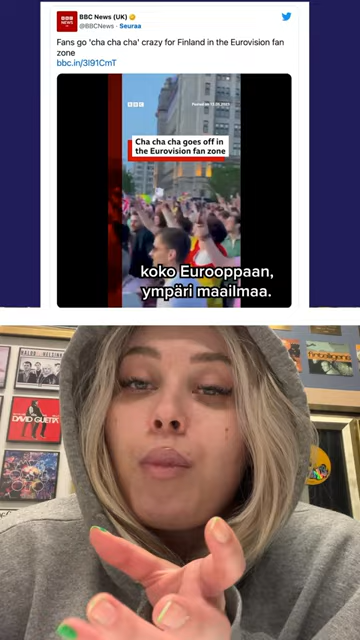 BBC
NEWS
BBC News (UK)
@BBCNews · Seuraa
Fans go 'cha cha cha' crazy for Finland in the Eurovision fan
zone
bbc.in/3I91CmT
BBC
Cha cha cha goes off in
the Eurovision fan zone
koko Eurooppaan,
ympäri maailmaa.
DAVID GUETTA